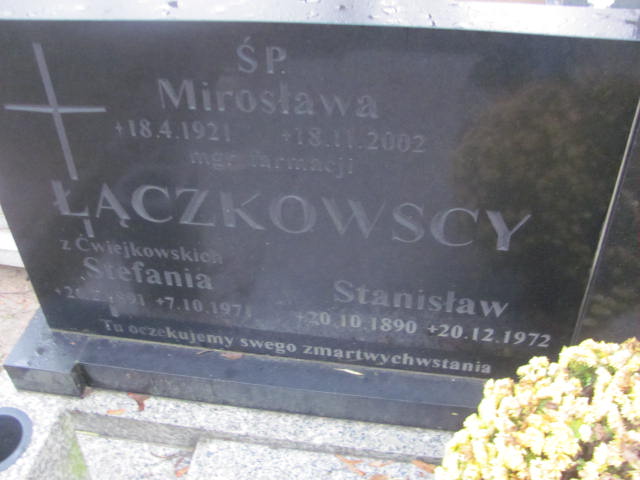 ŚP.
Mirosława
+18.4.1921 +18.11.2002
mgr farmacji
ŁĄCZKOWSCY
z Ćwiejkowskich
Stefania Stanisław
+7.10.1971 +20.10.1890 +20.12.1972
Tu oczekujemy swego zmartwychwstania